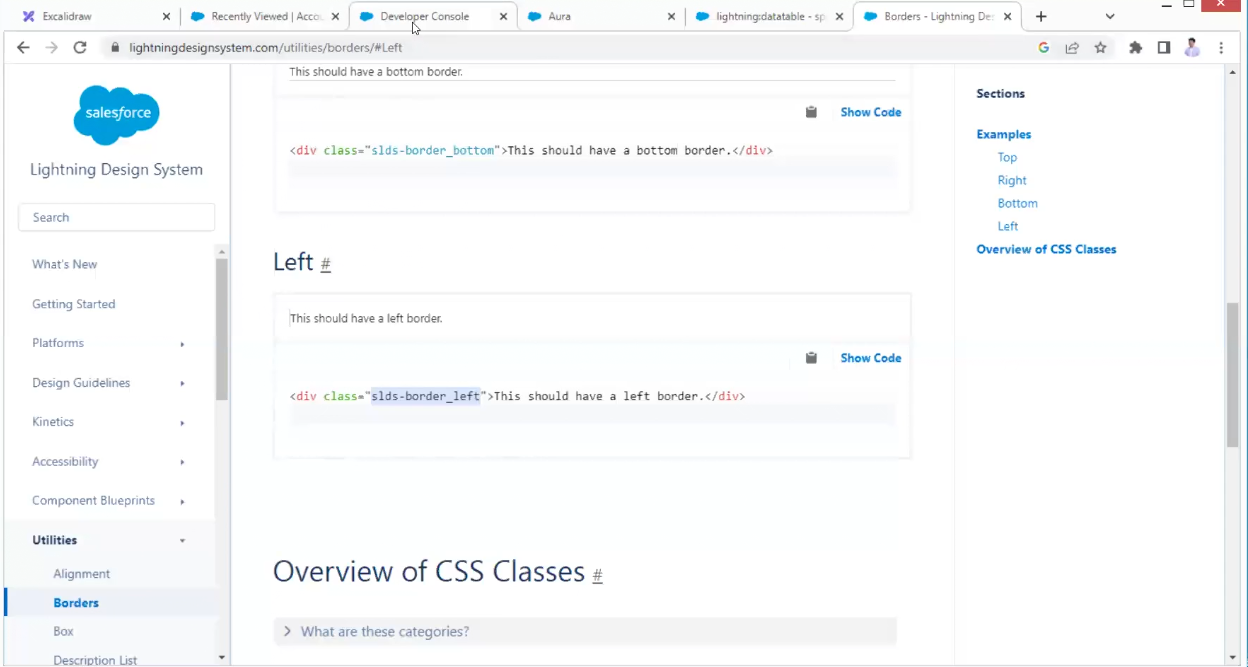 Excalidraw
Recently Viewed | Accou
Developer Console
Aura
lightning:datatable - sp
Borders - Lightning De
lightningdesignsystem.com/utilities/borders/#Left
salesforce
Lightning Design System
Search
What's New
Getting Started
Platforms
Design Guidelines
Kinetics
Accessibility
Component Blueprints
Utilities
Alignment
Borders
Box
Description List
This should have a bottom border.
Show Code
<div class="slds-border_bottom">This should have a bottom border.</div>
Left #
This should have a left border.
Show Code
<div class="slds-border_left">This should have a left border.</div>
Overview of CSS Classes #
What are these categories?
Sections
Examples
Top
Right
Bottom
Left
Overview of CSS Classes